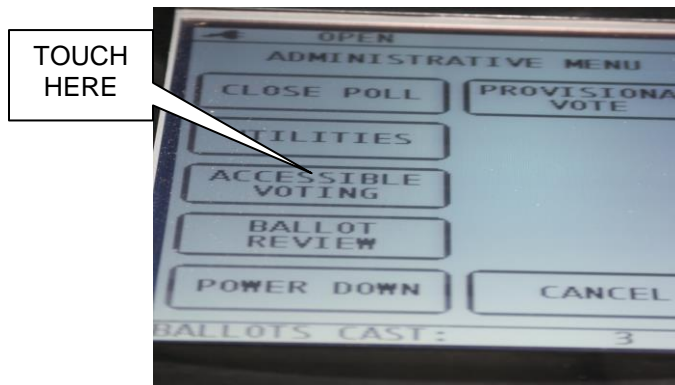 TOUCH
HERE
OPEN
ADMINISTRATIVE MENU
CLOSE POLL
PROVISIONA
VOTE
UTILITIES
ACCESSIBLE
VOTING
BALLOT
REVIEW
POWER DOWN
CANCEL
BALLOTS CAST: 3